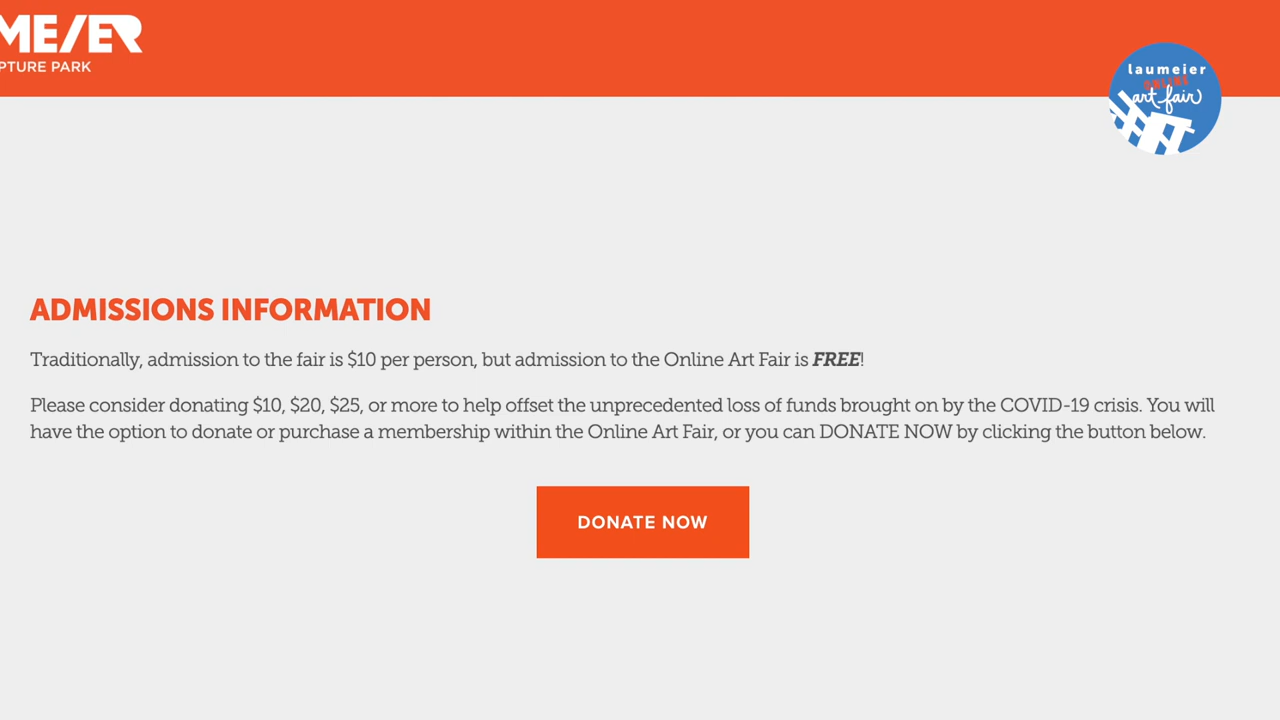 ME/ER
PTURE PARK
laumeier
ONLINE
art fair
ADMISSIONS INFORMATION
Traditionally, admission to the fair is $10 per person, but admission to the Online Art Fair is FREE!
Please consider donating $10, $20, $25, or more to help offset the unprecedented loss of funds brought on by the COVID-19 crisis. You will
have the option to donate or purchase a membership within the Online Art Fair, or you can DONATE NOW by clicking the button below.
DONATE NOW